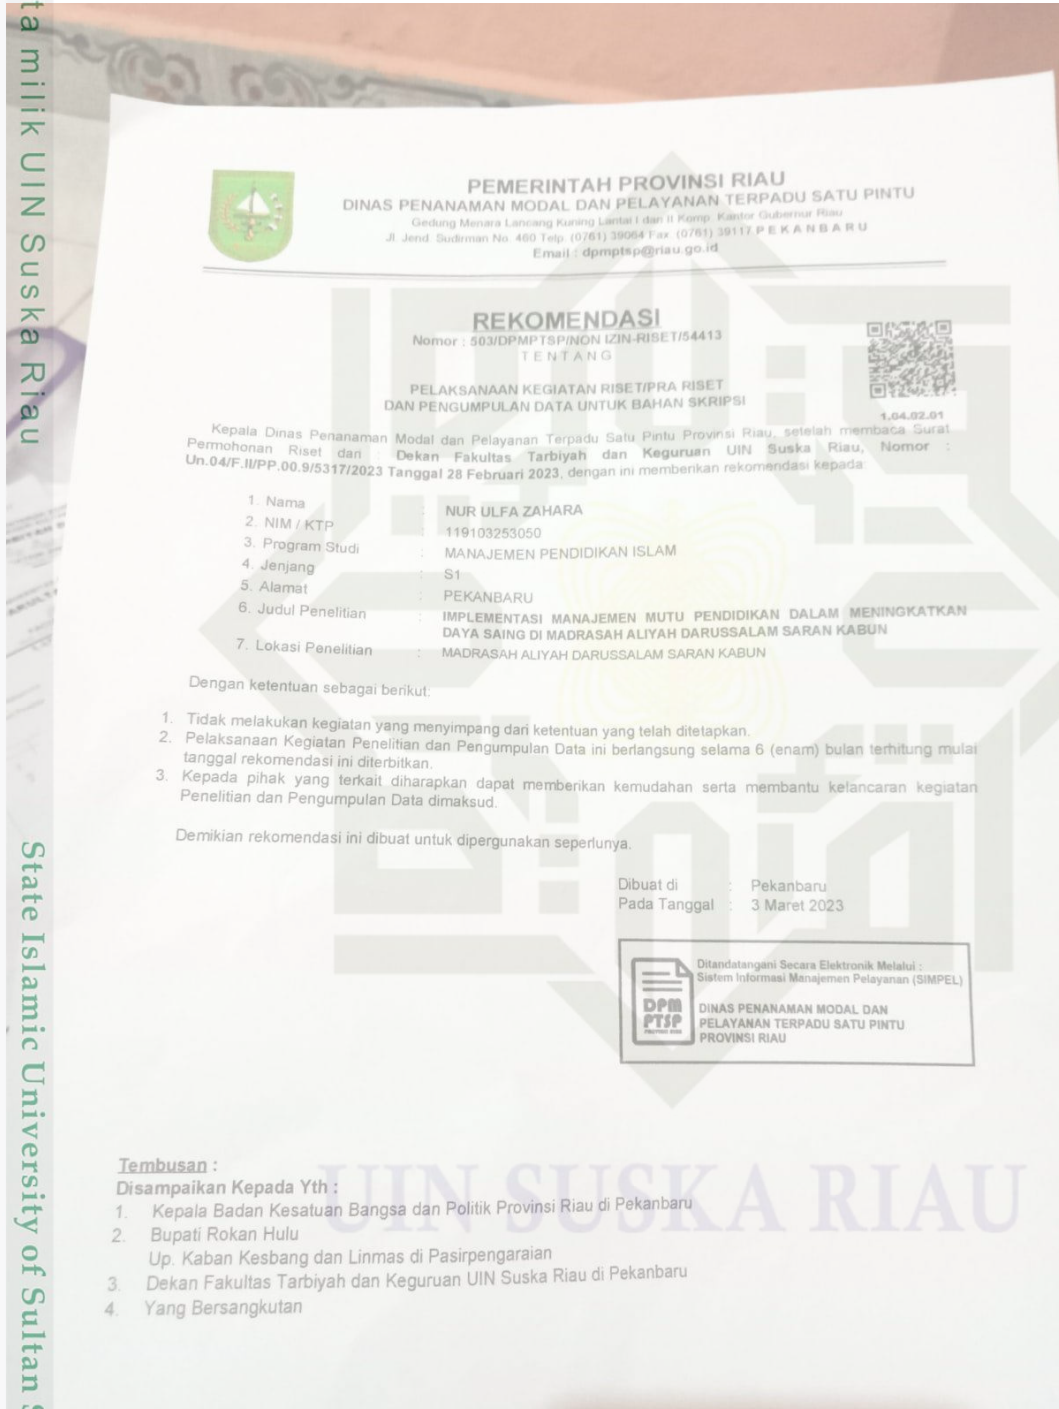 ta milik UIN Suska Riau
State Islamic University of Sultan S
PEMERINTAH PROVINSI RIAU
DINAS PENANAMAN MODAL DAN PELAYANAN TERPADU SATU PINTU
Gedung Menara Lancang Kuning Lantai I dan II Komp. Kantor Gubernur Riau
Jl. Jend. Sudirman No. 460 Telp. (0761) 39064 Fax. (0761) 39117 P E K A N B A R U
Email : dpmptsp@riau.go.id
REKOMENDASI
Nomor : 503/DPMPTSP/NON IZIN-RISET/54413
T E N T A N G
PELAKSANAAN KEGIATAN RISET/PRA RISET
DAN PENGUMPULAN DATA UNTUK BAHAN SKRIPSI
1.04.02.01
Kepala Dinas Penanaman Modal dan Pelayanan Terpadu Satu Pintu Provinsi Riau, setelah membaca Surat
Permohonan Riset dari : Dekan Fakultas Tarbiyah dan Keguruan UIN Suska Riau, Nomor :
Un.04/F.II/PP.00.9/5317/2023 Tanggal 28 Februari 2023, dengan ini memberikan rekomendasi kepada:
1. Nama : NUR ULFA ZAHARA
2. NIM / KTP : 119103253050
3. Program Studi : MANAJEMEN PENDIDIKAN ISLAM
4. Jenjang : S1
5. Alamat : PEKANBARU
6. Judul Penelitian : IMPLEMENTASI MANAJEMEN MUTU PENDIDIKAN DALAM MENINGKATKAN
DAYA SAING DI MADRASAH ALIYAH DARUSSALAM SARAN KABUN
7. Lokasi Penelitian : MADRASAH ALIYAH DARUSSALAM SARAN KABUN
Dengan ketentuan sebagai berikut:
1. Tidak melakukan kegiatan yang menyimpang dari ketentuan yang telah ditetapkan.
2. Pelaksanaan Kegiatan Penelitian dan Pengumpulan Data ini berlangsung selama 6 (enam) bulan terhitung mulai
tanggal rekomendasi ini diterbitkan.
3. Kepada pihak yang terkait diharapkan dapat memberikan kemudahan serta membantu kelancaran kegiatan
Penelitian dan Pengumpulan Data dimaksud.
Demikian rekomendasi ini dibuat untuk dipergunakan seperlunya.
Dibuat di : Pekanbaru
Pada Tanggal : 3 Maret 2023
Ditandatangani Secara Elektronik Melalui :
Sistem Informasi Manajemen Pelayanan (SIMPEL)
DPM
PTSP
PROVINSI RIAU
DINAS PENANAMAN MODAL DAN
PELAYANAN TERPADU SATU PINTU
PROVINSI RIAU
Tembusan :
Disampaikan Kepada Yth :
1. Kepala Badan Kesatuan Bangsa dan Politik Provinsi Riau di Pekanbaru
2. Bupati Rokan Hulu
Up. Kaban Kesbang dan Linmas di Pasirpengaraian
3. Dekan Fakultas Tarbiyah dan Keguruan UIN Suska Riau di Pekanbaru
4. Yang Bersangkutan
UIN SUSKA RIAU